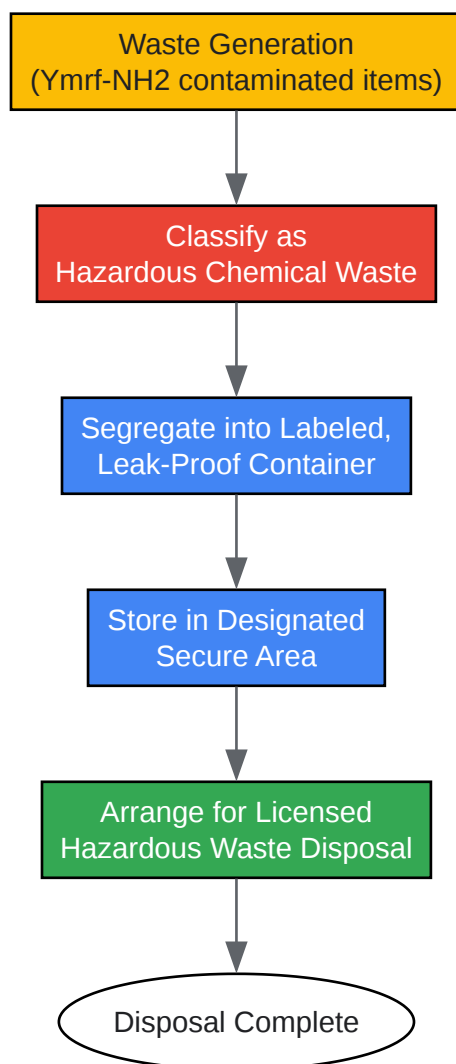 Waste Generation
(Ymrf-NH2 contaminated items)
Classify as
Hazardous Chemical Waste
Segregate into Labeled,
Leak-Proof Container
Store in Designated
Secure Area
Arrange for Licensed
Hazardous Waste Disposal
Disposal Complete